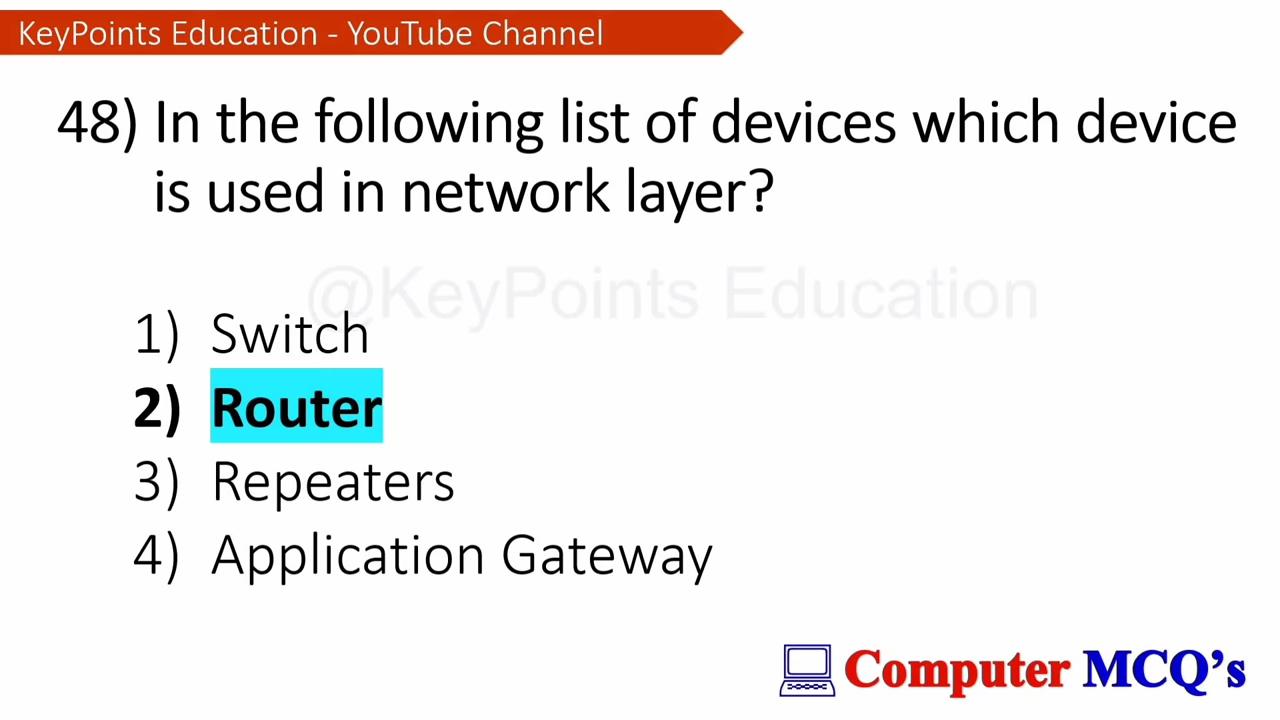 KeyPoints Education - YouTube Channel
48) In the following list of devices which device
is used in network layer?
@KeyPoints Education
1) Switch
2) Router
3) Repeaters
4) Application Gateway
Computer MCQ's